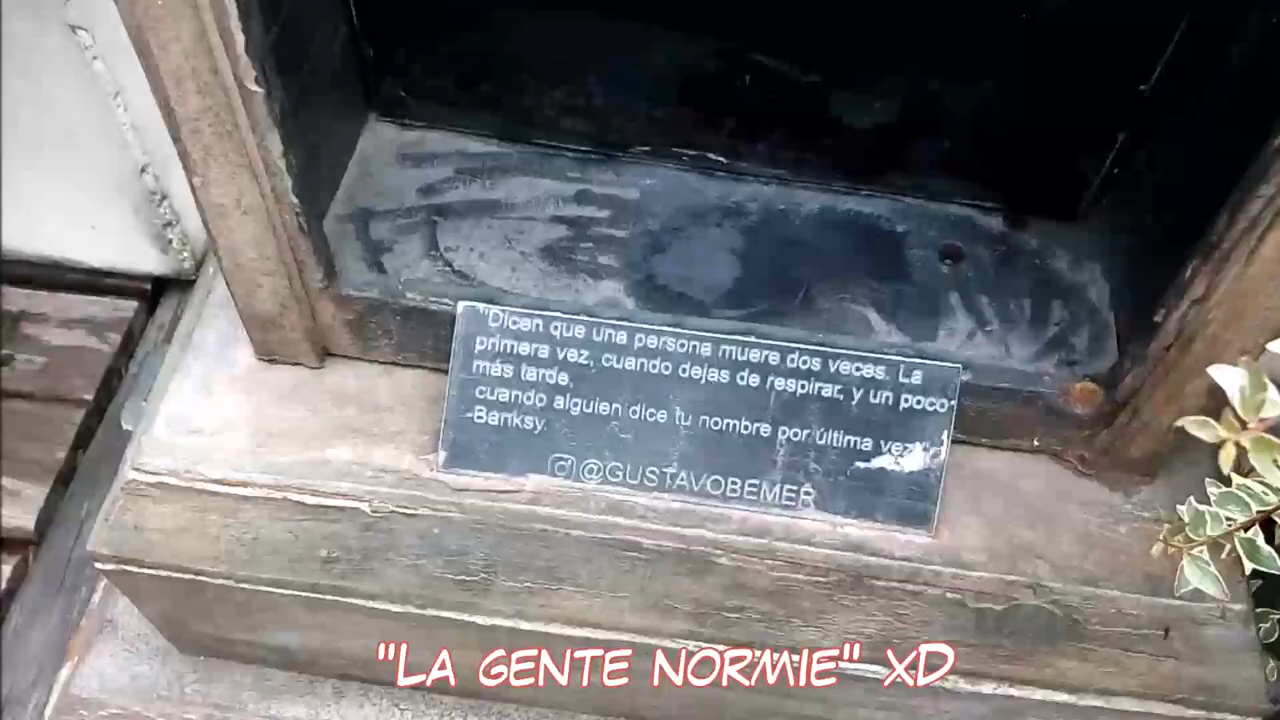 "Dicen que una persona muere dos veces. La
primera vez, cuando dejas de respirar, y un poco
más tarde,
cuando alguien dice tu nombre por última vez."
-Banksy.
@GUSTAVOBEMER
"LA GENTE NORMIE" XD